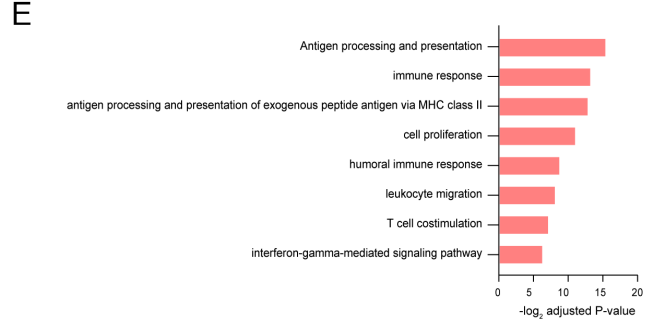 E
Antigen processing and presentation
immune response
antigen processing and presentation of exogenous peptide antigen via MHC class II
cell proliferation
humoral immune response
leukocyte migration
T cell costimulation
interferon-gamma-mediated signaling pathway
0 5 10 15 20
-log₂ adjusted P-value